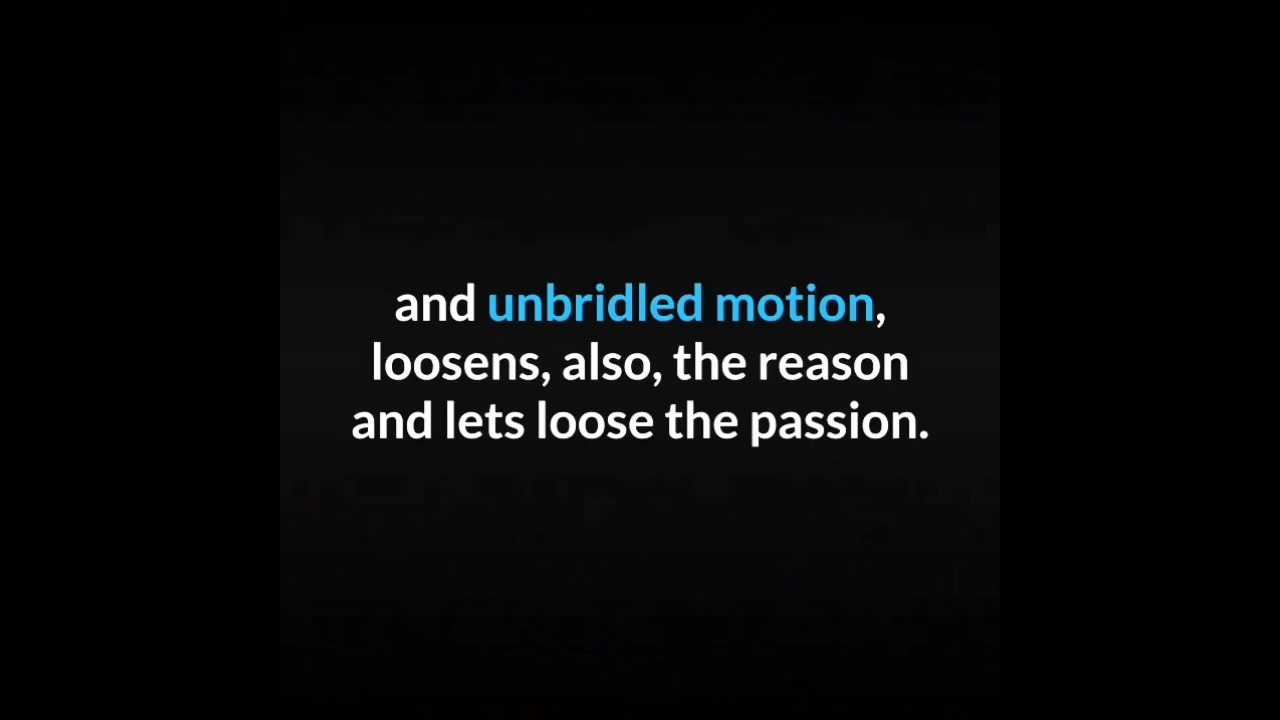 and unbridled motion,
loosens, also, the reason
and lets loose the passion.